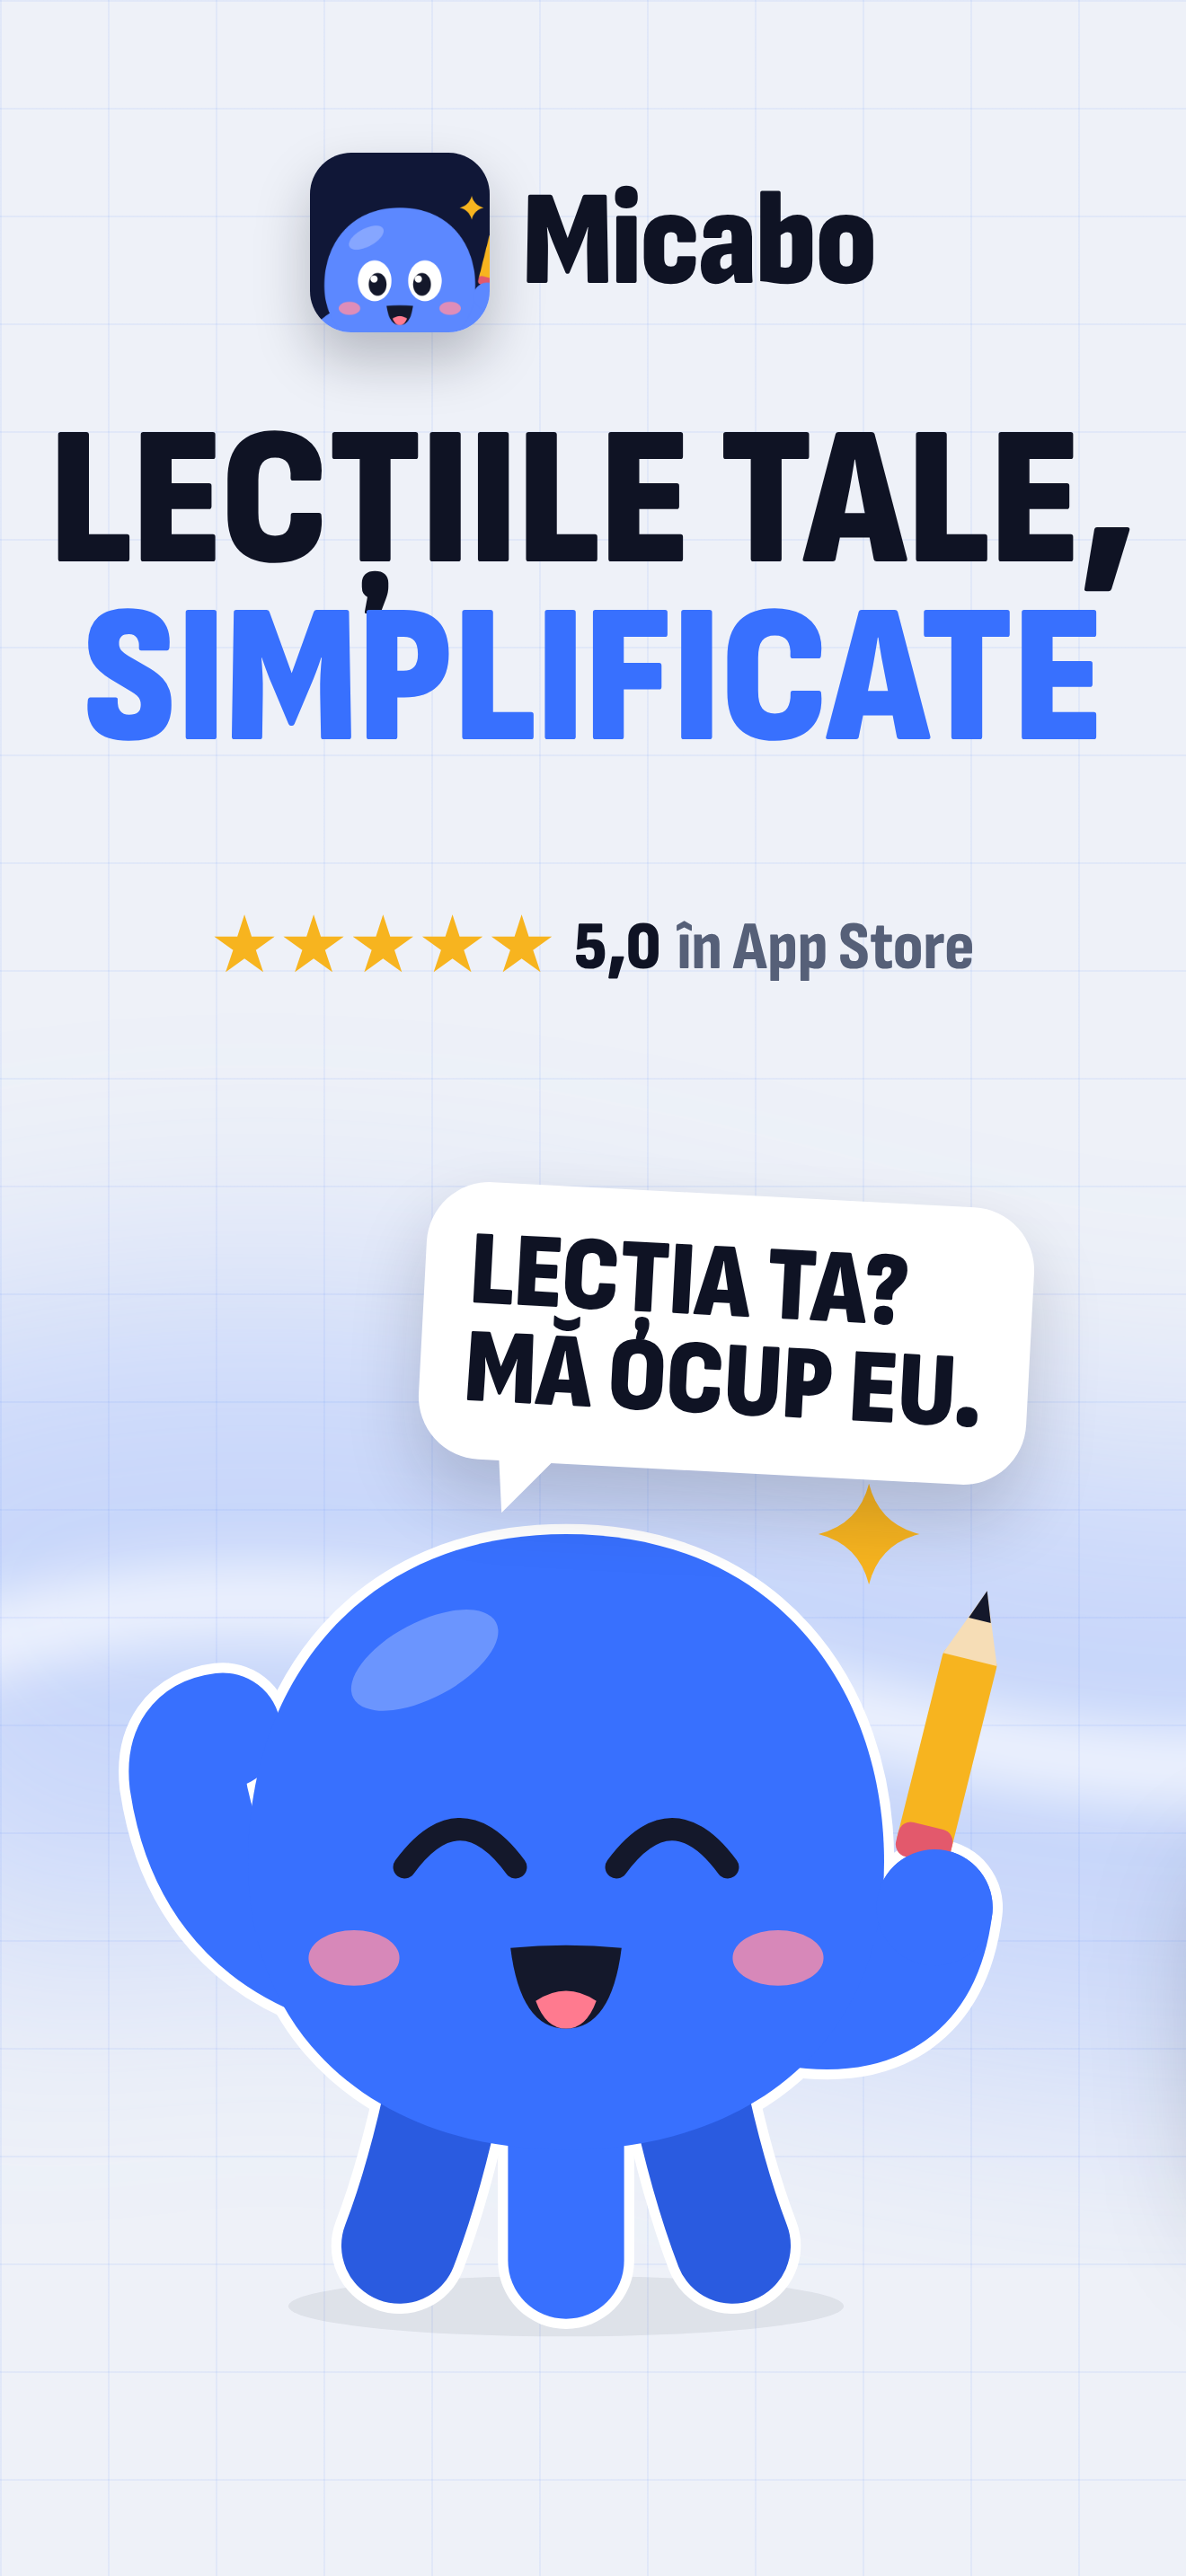 Micabo
LECȚIILE TALE,
SIMPLIFICATE
5,0 în App Store
LECȚIA TA?
MĂ OCUP EU.